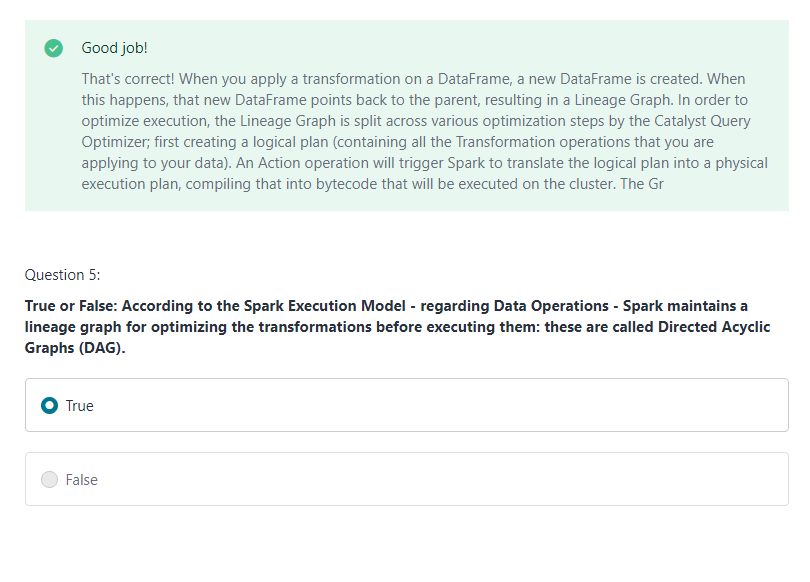 Good job!
That's correct! When you apply a transformation on a DataFrame, a new DataFrame is created. When
this happens, that new DataFrame points back to the parent, resulting in a Lineage Graph. In order to
optimize execution, the Lineage Graph is split across various optimization steps by the Catalyst Query
Optimizer; first creating a logical plan (containing all the Transformation operations that you are
applying to your data). An Action operation will trigger Spark to translate the logical plan into a physical
execution plan, compiling that into bytecode that will be executed on the cluster. The Gr
Question 5:
True or False: According to the Spark Execution Model - regarding Data Operations - Spark maintains a
lineage graph for optimizing the transformations before executing them: these are called Directed Acyclic
Graphs (DAG).
True
False